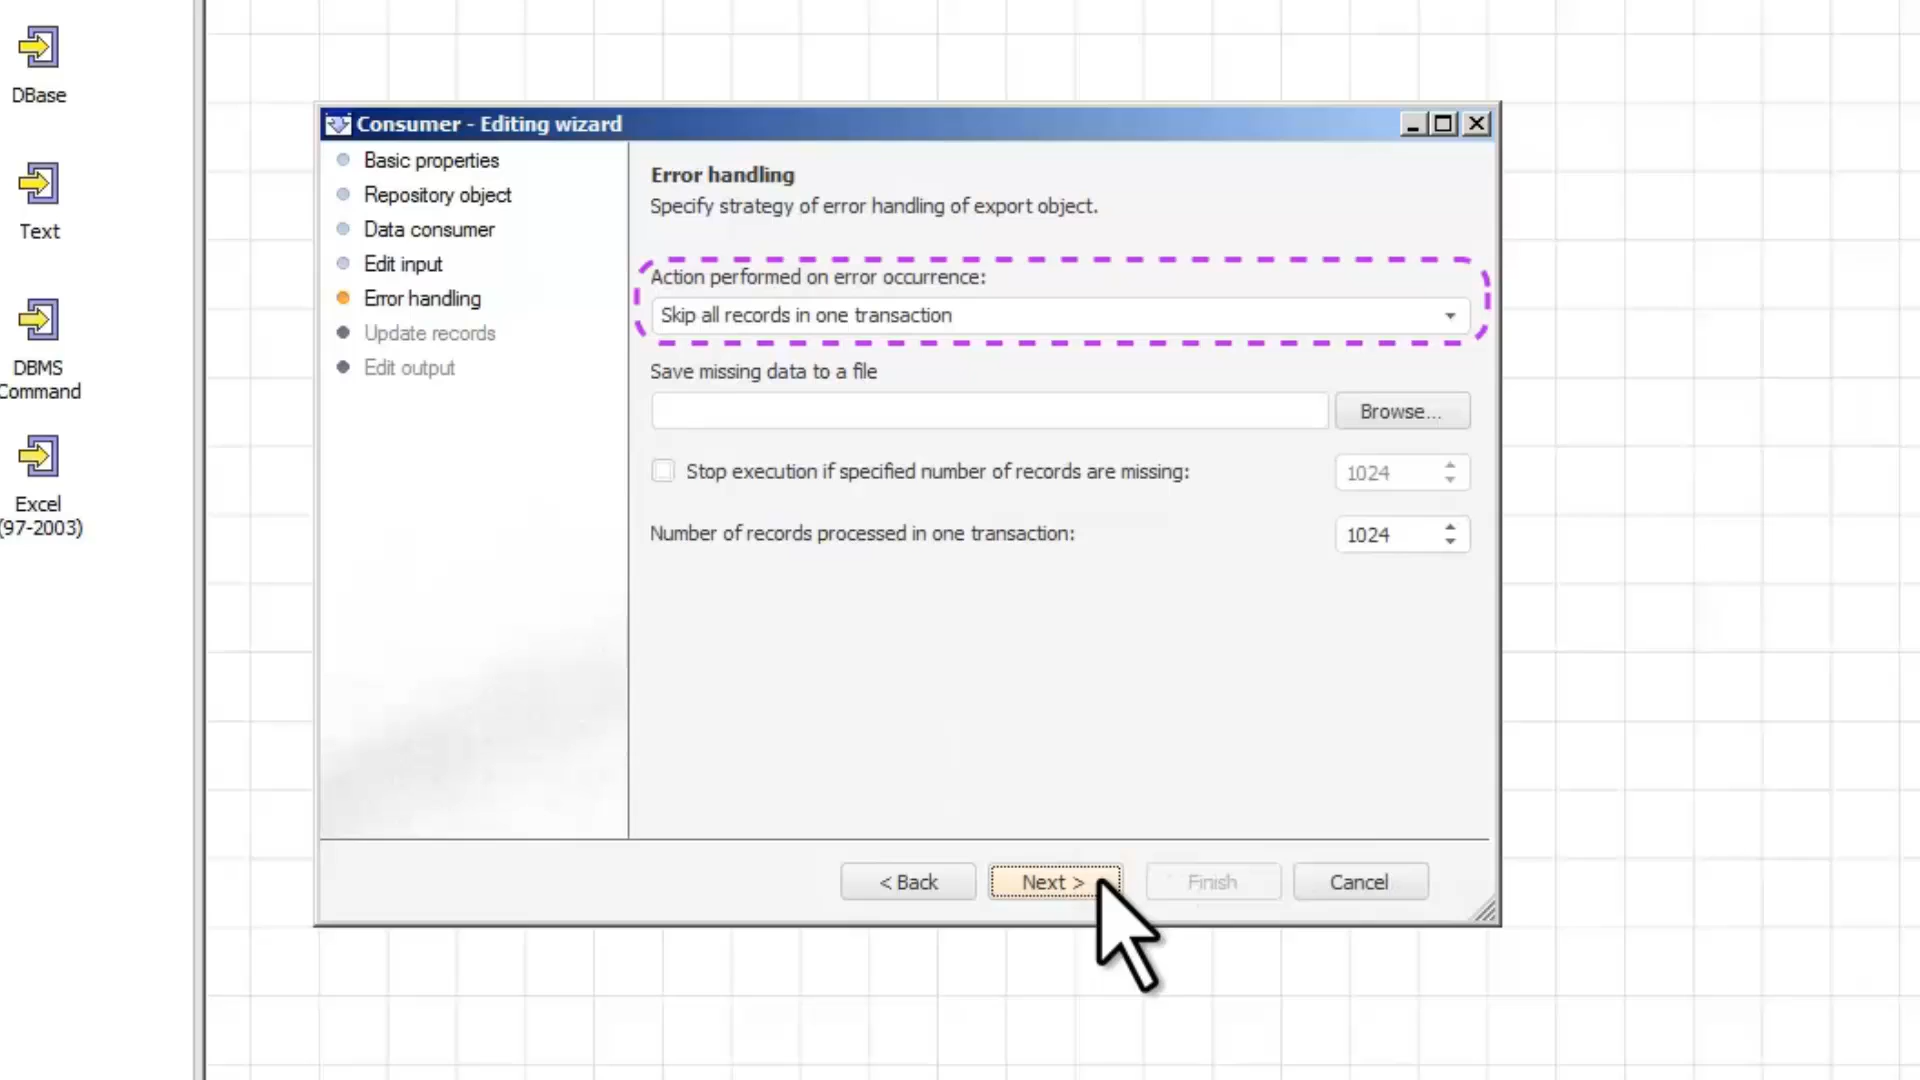 DBase
Text
DBMS
Command
Excel
(97-2003)
Consumer - Editing wizard
Basic properties
Repository object
Data consumer
Edit input
Error handling
Update records
Edit output
Error handling
Specify strategy of error handling of export object.
Action performed on error occurrence:
Skip all records in one transaction
Save missing data to a file
Browse...
Stop execution if specified number of records are missing:
1024
Number of records processed in one transaction:
1024
< Back
Next >
Finish
Cancel